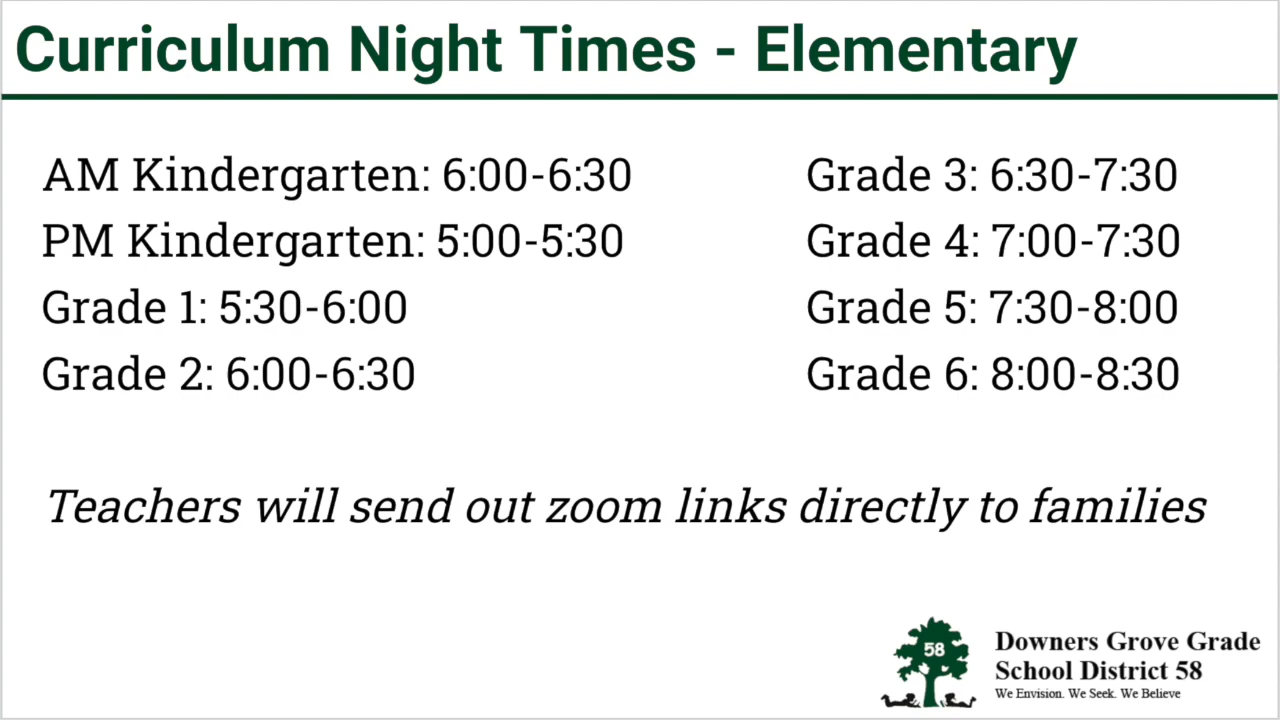 Curriculum Night Times - Elementary
AM Kindergarten: 6:00-6:30
PM Kindergarten: 5:00-5:30
Grade 1: 5:30-6:00
Grade 2: 6:00-6:30
Grade 3: 6:30-7:30
Grade 4: 7:00-7:30
Grade 5: 7:30-8:00
Grade 6: 8:00-8:30
Teachers will send out zoom links directly to families
58
Downers Grove Grade
School District 58
We Envision. We Seek. We Believe